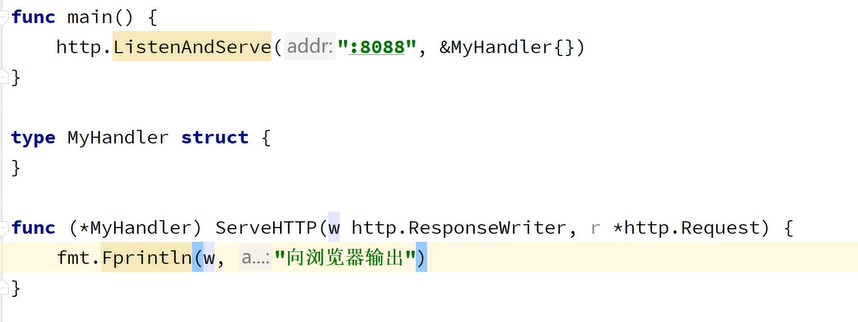 func main() {
http.ListenAndServe( addr: ":8088", &MyHandler{})
}
type MyHandler struct {
}
func (*MyHandler) ServeHTTP(w http.ResponseWriter, r *http.Request) {
fmt.Fprintln(w, a...: "向浏览器输出")
}